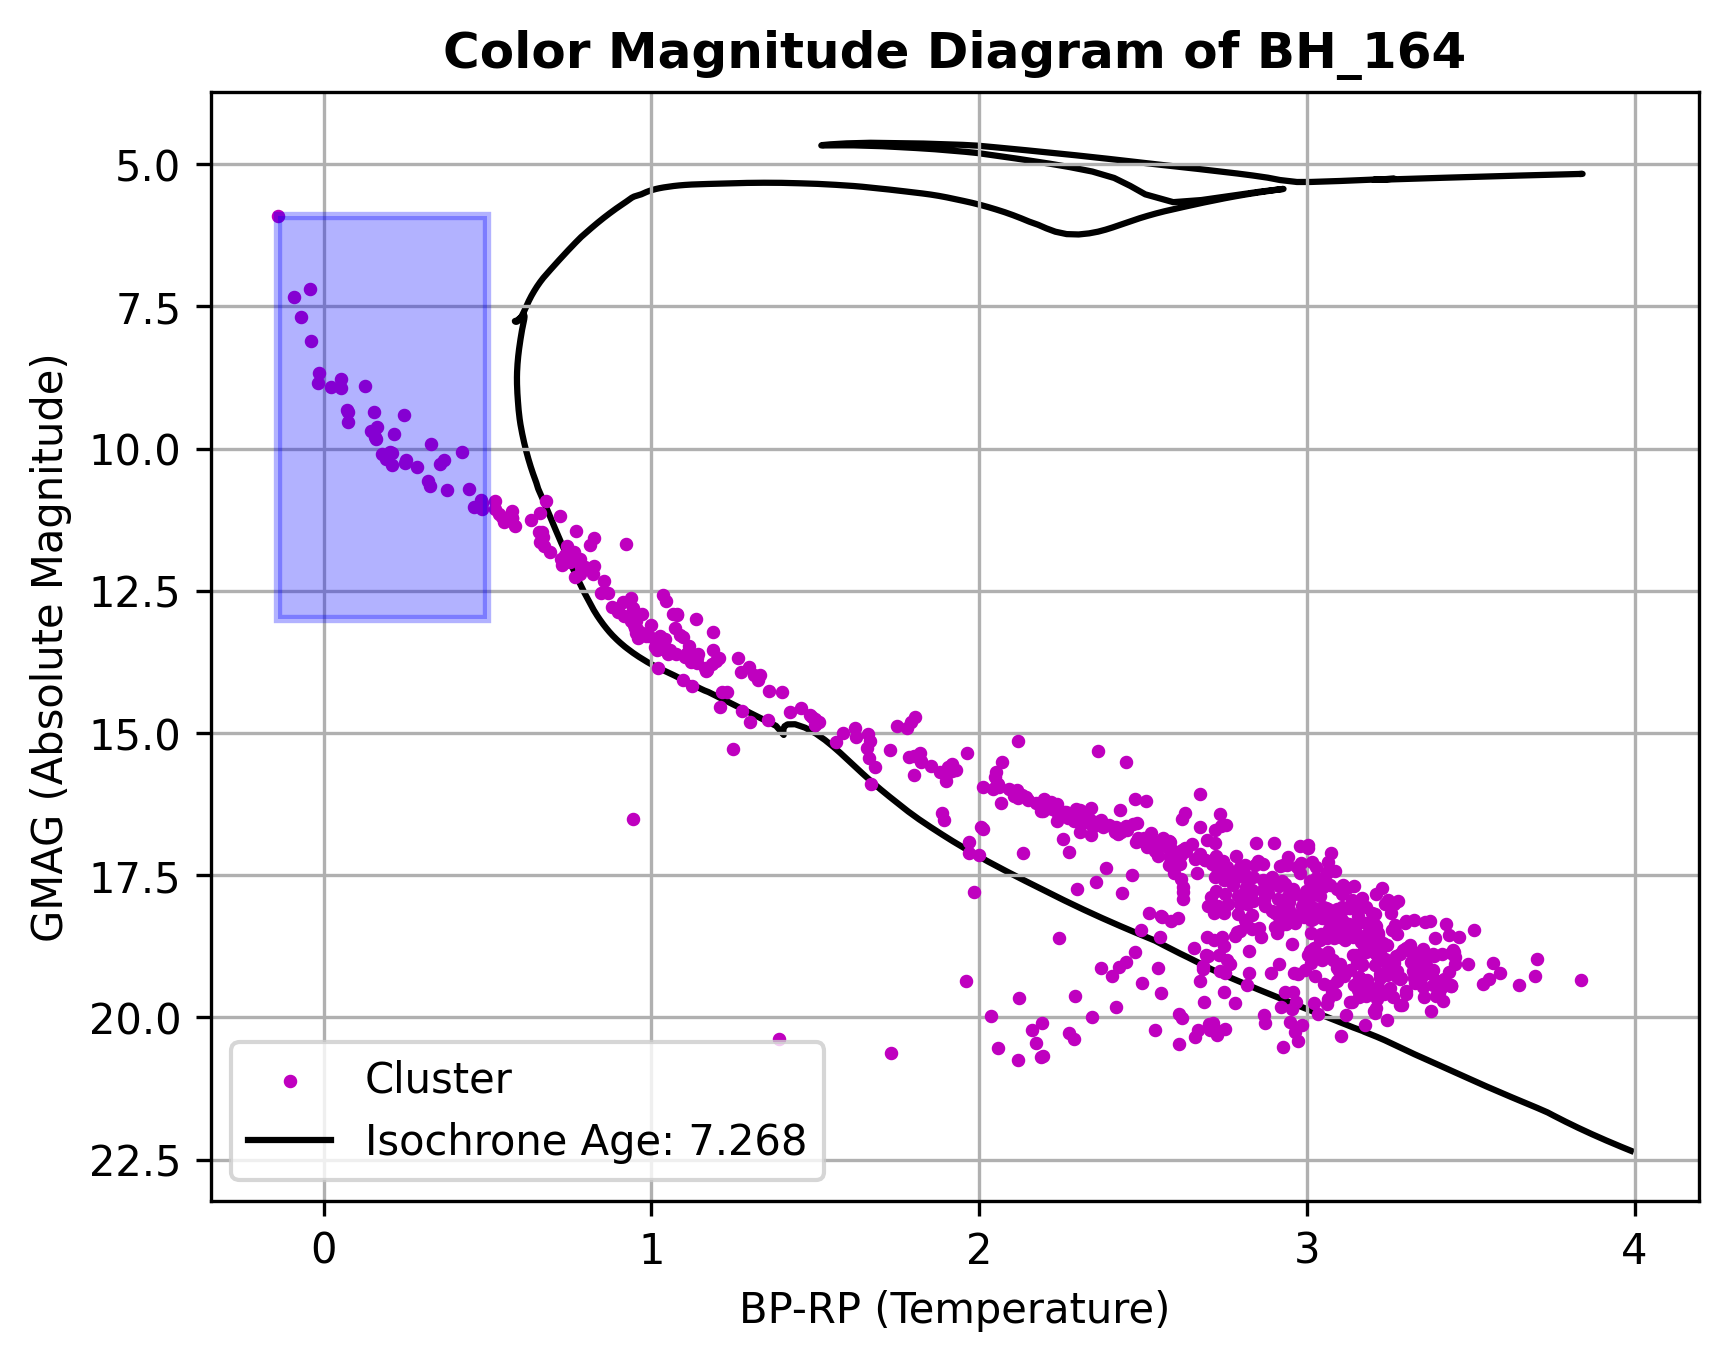 Color Magnitude Diagram of BH_164
GMAG (Absolute Magnitude)
5.0
7.5
10.0
12.5
15.0
17.5
20.0
22.5
Cluster
Isochrone Age: 7.268
0 1 2 3 4
BP-RP (Temperature)